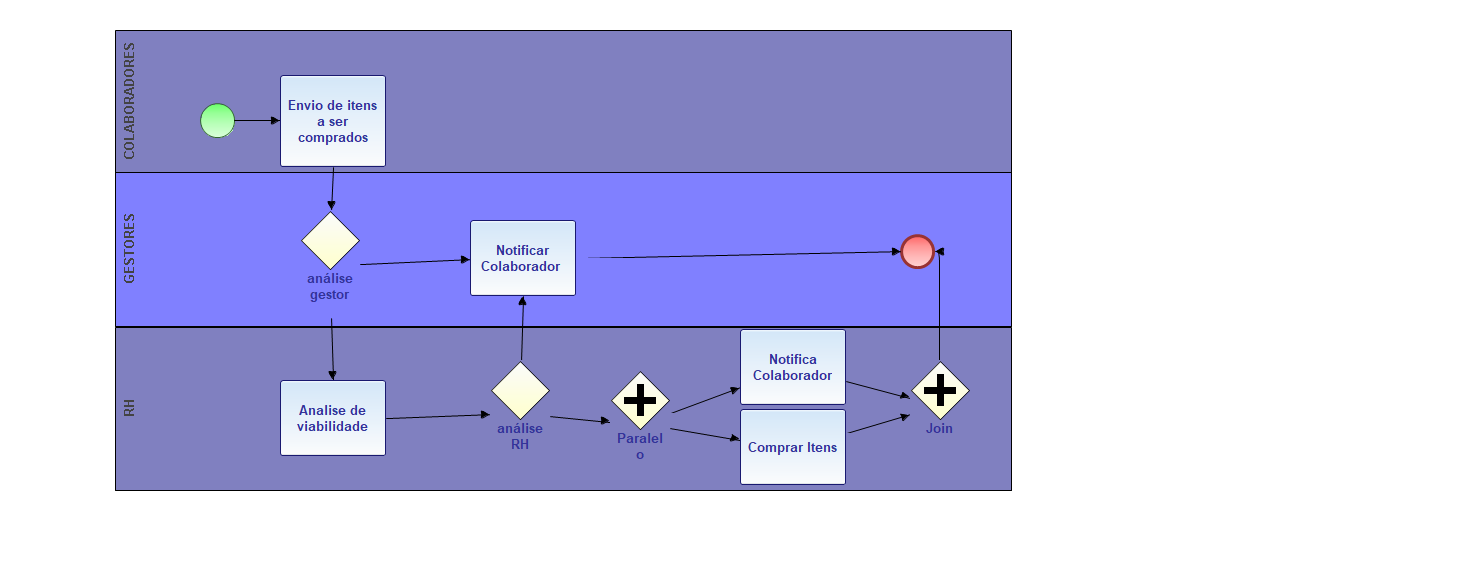 COLABORADORES
Envio de itens
a ser
comprados
GESTORES
análise
gestor
Notificar
Colaborador
RH
Analise de
viabilidade
análise
RH
Paralel
o
Notifica
Colaborador
Comprar Itens
Join